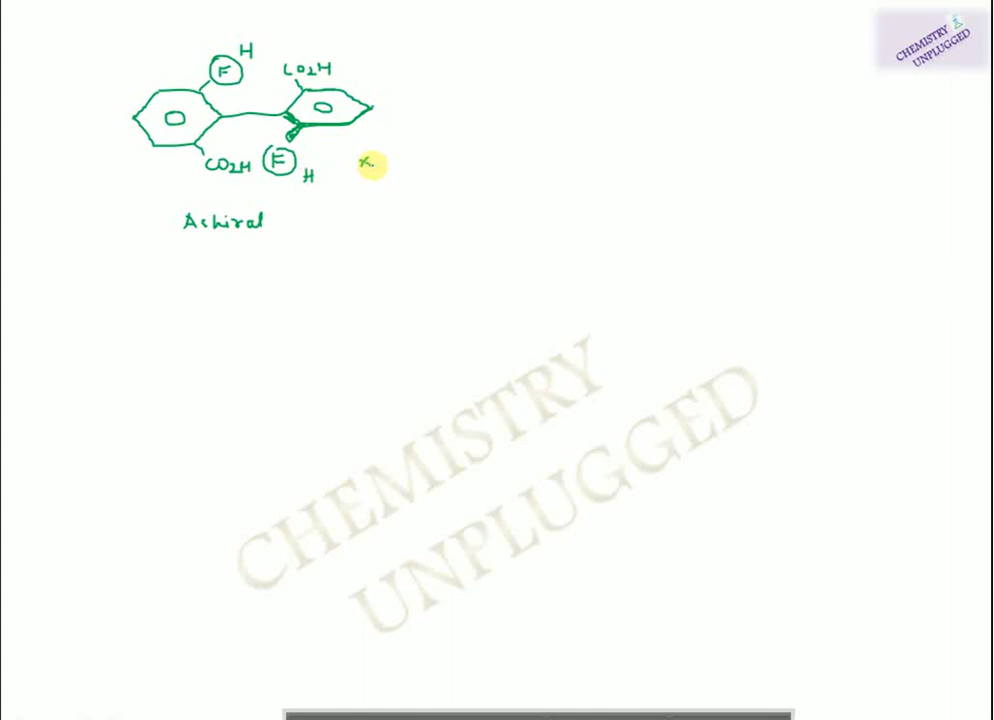 H
F
CO2H
CO2H
F
H
x.
Achiral
CHEMISTRY
UNPLUGGED
CHEMISTRY
UNPLUGGED